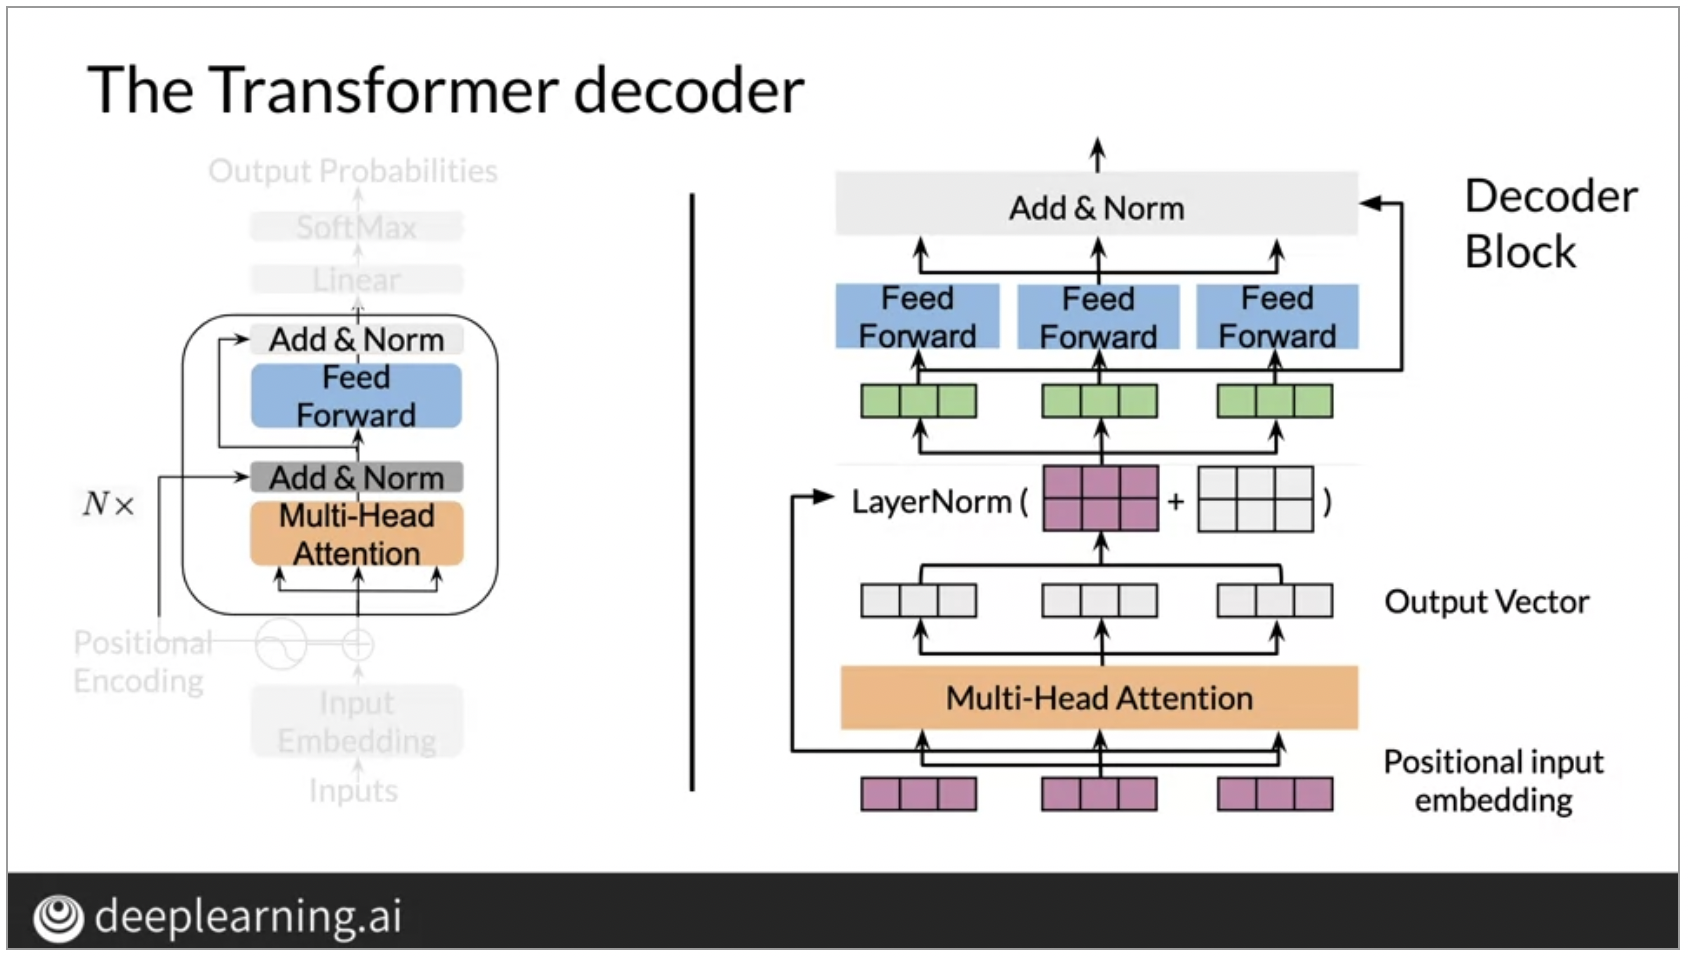 The Transformer decoder
Output Probabilities
SoftMax
Linear
Add & Norm
Feed
Forward
Add & Norm
N×
Multi-Head
Attention
Positional
Encoding
Input
Embedding
Inputs
Decoder
Block
Add & Norm
Feed
Forward
Feed
Forward
Feed
Forward
LayerNorm ( + )
Output Vector
Multi-Head Attention
Positional input
embedding
deeplearning.ai